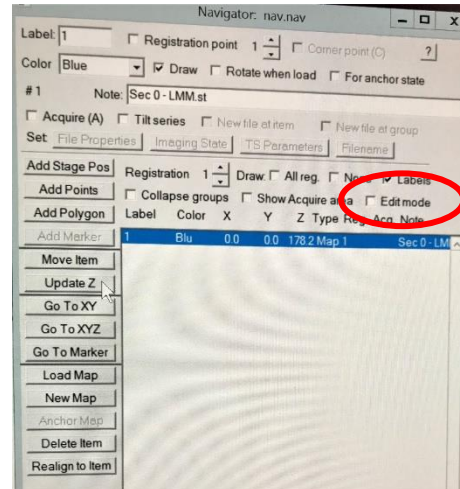 Navigator: nav.nav
Label: 1 Registration point 1 Corner point (C) ?
Color Blue Draw Rotate when load For anchor state
# 1 Note: Sec 0 - LMM.st
Acquire (A) Tilt series New file at item New file at group
Set: File Properties Imaging State TS Parameters Filename
Add Stage Pos Registration 1 Draw: All reg. Labels
Add Points Collapse groups Show Acquire area Edit mode
Add Polygon Label Color X Y Z Type Reg. Acq. Note
Add Marker 1 Blu 0.0 0.0 178.2 Map 1 Sec 0 - LM
Move Item
Update Z
Go To XY
Go To XYZ
Go To Marker
Load Map
New Map
Anchor Map
Delete Item
Realign to Item